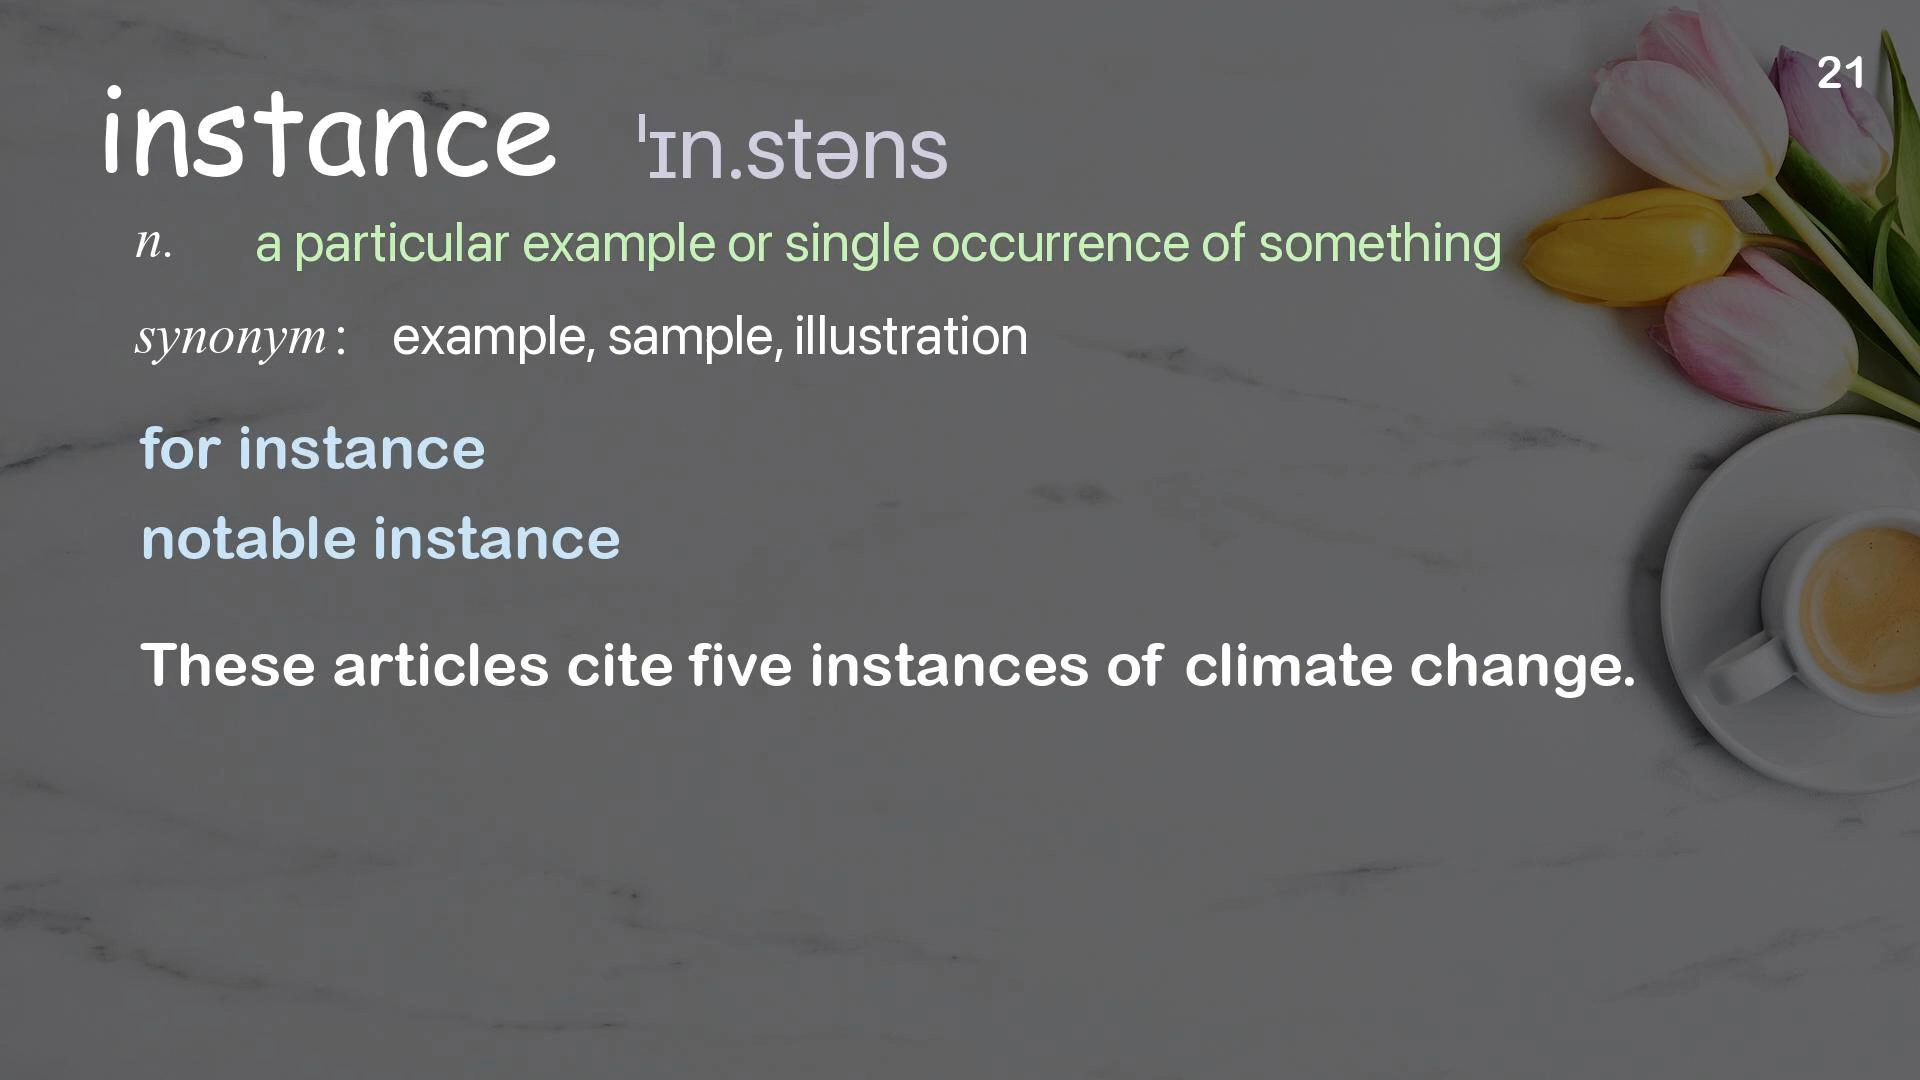 21
instance ˈɪn.stəns
n. a particular example or single occurrence of something
synonym : example, sample, illustration
for instance
notable instance
These articles cite five instances of climate change.